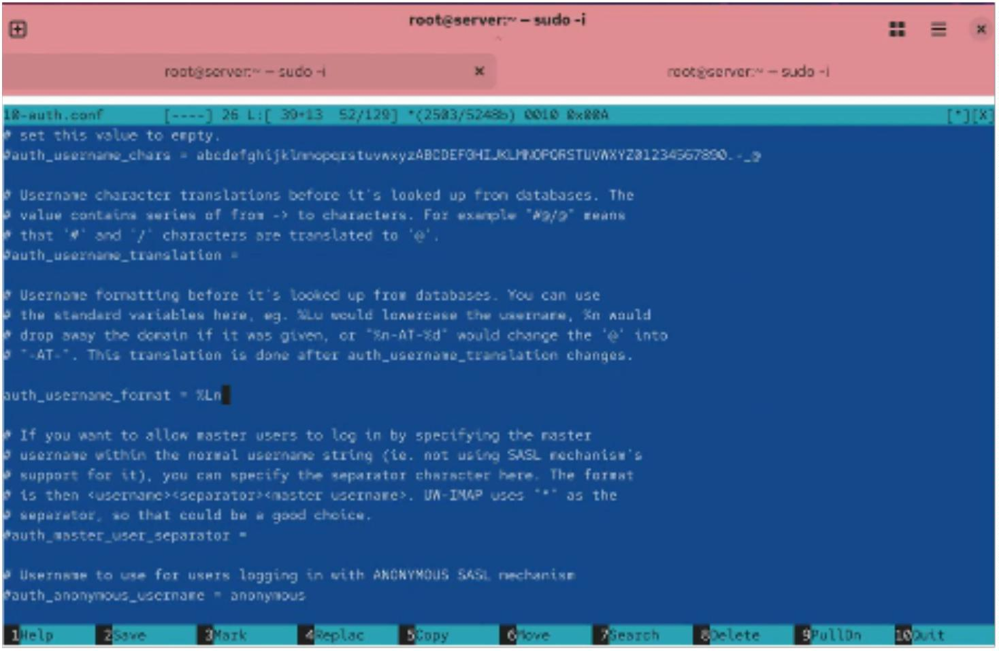 root@server:~ — sudo -i
root@server:~ — sudo -i
root@server:~ — sudo -i
10-auth.conf [----] 26 L:[ 39+13 52/129] *(2503/5248b) 0010 0x00A [*][X]
# set this value to empty.
#auth_username_chars = abcdefghijklmnopqrstuvwxyzABCDEFGHIJKLMNOPQRSTUVWXYZ01234567890.-_@
# Username character translations before it's looked up from databases. The
# value contains series of from -> to characters. For example "#@/@" means
# that '#' and '/' characters are translated to '@'.
#auth_username_translation =
# Username formatting before it's looked up from databases. You can use
# the standard variables here, eg. %Lu would lowercase the username, %n would
# drop away the domain if it was given, or "%n-AT-%d" would change the '@' into
# "-AT-". This translation is done after auth_username_translation changes.
auth_username_format = %Ln
# If you want to allow master users to log in by specifying the master
# username within the normal username string (ie. not using SASL mechanism's
# support for it), you can specify the separator character here. The format
# is then <username><separator><master username>. UW-IMAP uses "*" as the
# separator, so that could be a good choice.
#auth_master_user_separator =
# Username to use for users logging in with ANONYMOUS SASL mechanism
#auth_anonymous_username = anonymous
1Help 2Save 3Mark 4Replac 5Copy 6Move 7Search 8Delete 9PullDn 10Quit